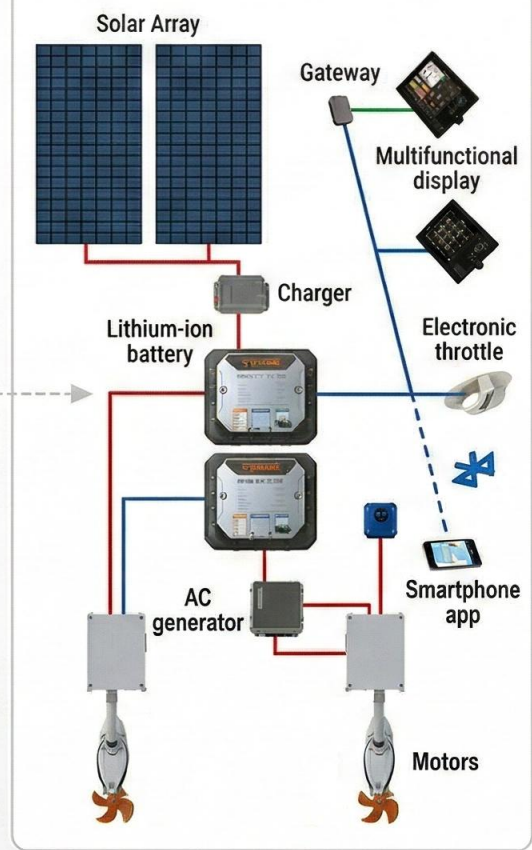 Solar Array
Gateway
Multifunctional
display
Charger
Lithium-ion
battery
Electronic
throttle
AC
generator
Smartphone
app
Motors